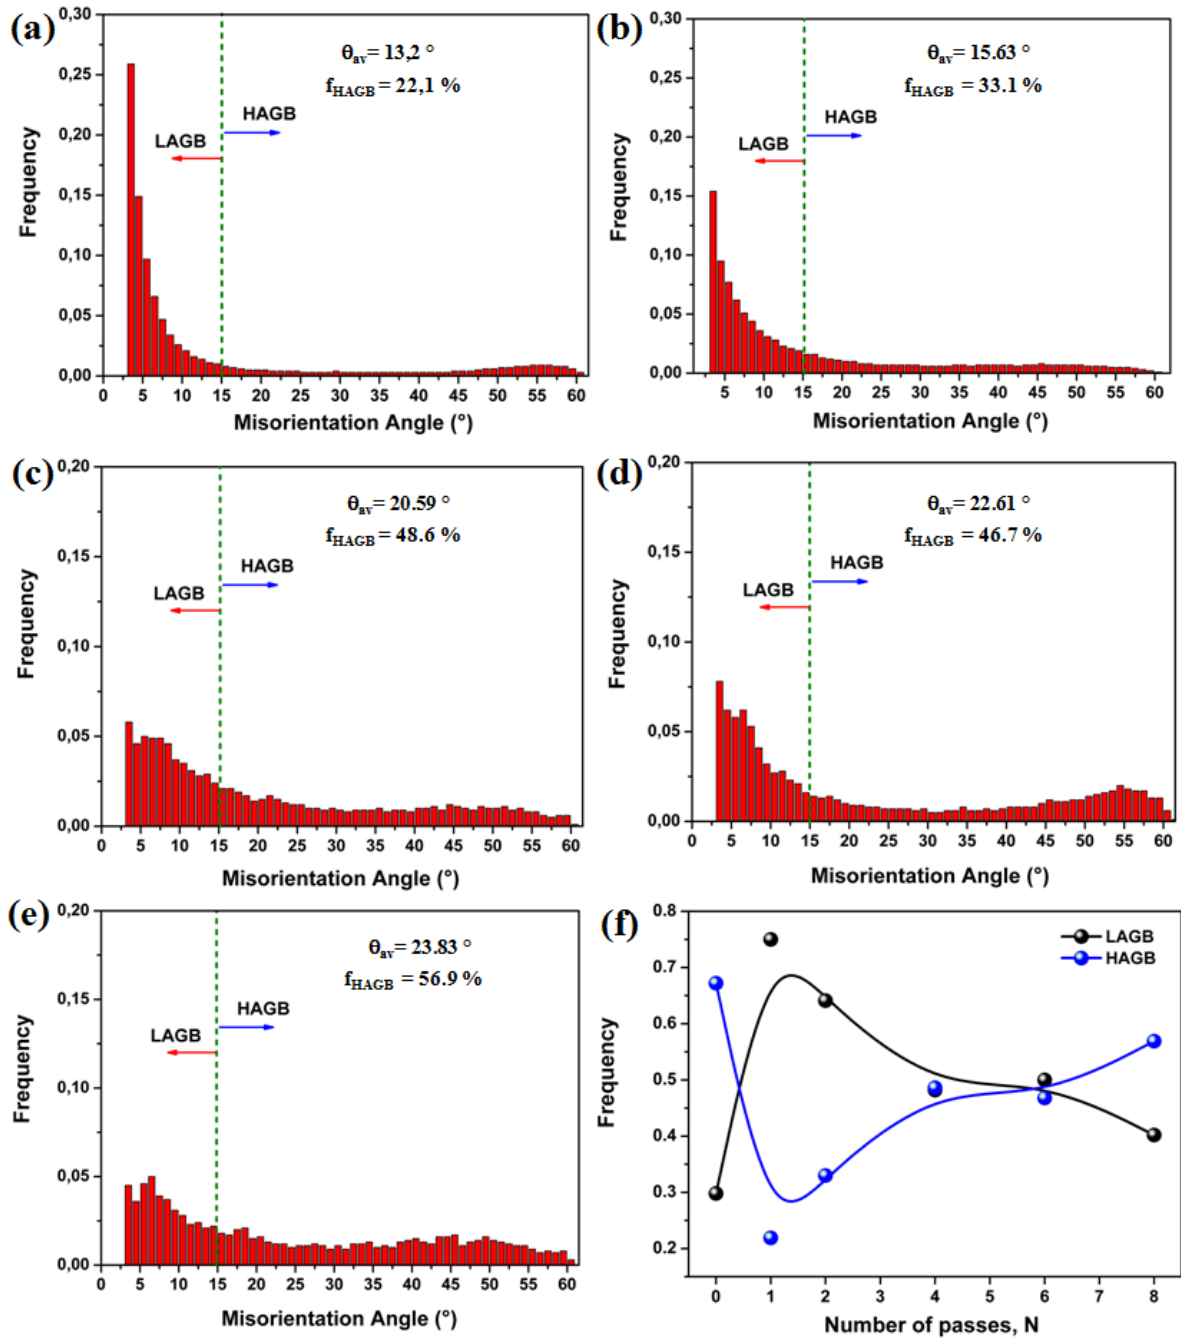 (a)
θav= 13,2 °
fHAGB = 22,1 %
HAGB
LAGB
Frequency
0,30
0,25
0,20
0,15
0,10
0,05
0,00
0 5 10 15 20 25 30 35 40 45 50 55 60
Misorientation Angle (°)
(b)
θav= 15.63 °
fHAGB = 33.1 %
HAGB
LAGB
Frequency
0,30
0,25
0,20
0,15
0,10
0,05
0,00
5 10 15 20 25 30 35 40 45 50 55 60
Misorientation Angle (°)
(c)
θav= 20.59 °
fHAGB = 48.6 %
HAGB
LAGB
Frequency
0,20
0,15
0,10
0,05
0,00
0 5 10 15 20 25 30 35 40 45 50 55 60
Misorientation Angle (°)
(d)
θav= 22.61 °
fHAGB = 46.7 %
HAGB
LAGB
Frequency
0,20
0,15
0,10
0,05
0,00
0 5 10 15 20 25 30 35 40 45 50 55 60
Misorientation Angle (°)
(e)
θav= 23.83 °
fHAGB = 56.9 %
HAGB
LAGB
Frequency
0,20
0,15
0,10
0,05
0,00
0 5 10 15 20 25 30 35 40 45 50 55 60
Misorientation Angle (°)
(f)
LAGB
HAGB
Frequency
0.8
0.7
0.6
0.5
0.4
0.3
0.2
0 1 2 3 4 5 6 7 8
Number of passes, N